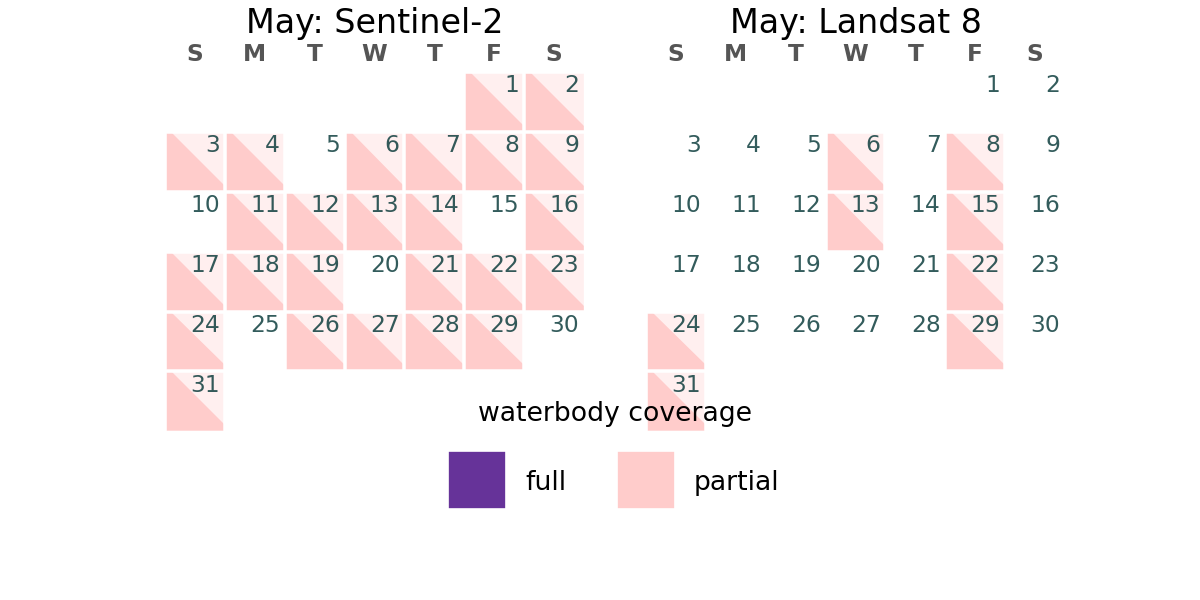 May: Sentinel-2
S M T W T F S
1 2
3 4 5 6 7 8 9
10 11 12 13 14 15 16
17 18 19 20 21 22 23
24 25 26 27 28 29 30
31
May: Landsat 8
S M T W T F S
1 2
3 4 5 6 7 8 9
10 11 12 13 14 15 16
17 18 19 20 21 22 23
24 25 26 27 28 29 30
31
waterbody coverage
full partial